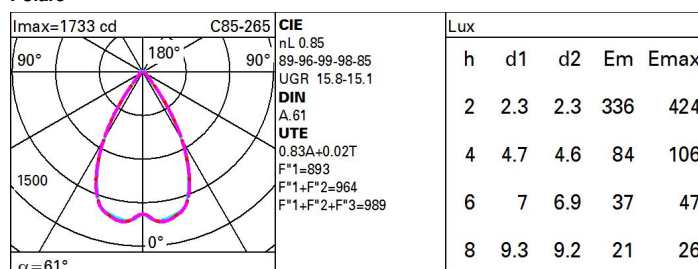 Imax=1733 cd C85-265
90° 180° 90°
1500
0°
α=61°
CIE
nL 0.85
89-96-99-98-85
UGR 15.8-15.1
DIN
A.61
UTE
0.83A+0.02T
F"1=893
F"1+F"2=964
F"1+F"2+F"3=989
Lux
h d1 d2 Em Emax
2 2.3 2.3 336 424
4 4.7 4.6 84 106
6 7 6.9 37 47
8 9.3 9.2 21 26